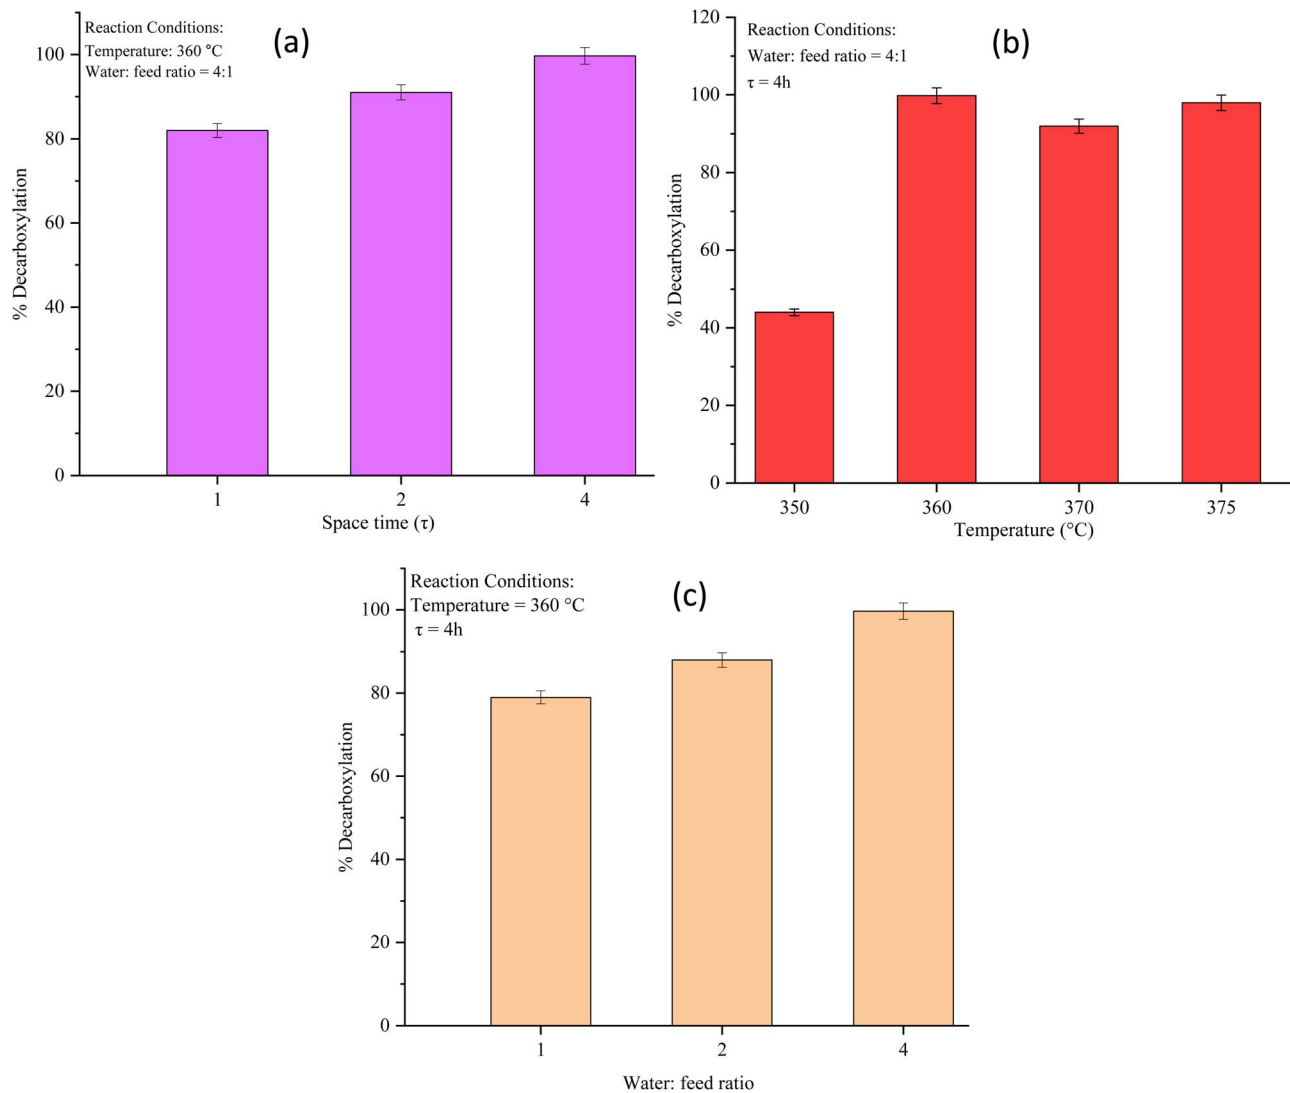 Reaction Conditions:
Temperature: 360 °C
Water: feed ratio = 4:1
(a)
100
80
60
40
20
0
% Decarboxylation
1 2 4
Space time (τ)
Reaction Conditions:
Water: feed ratio = 4:1
τ = 4h
(b)
120
100
80
60
40
20
0
% Decarboxylation
350 360 370 375
Temperature (°C)
Reaction Conditions:
Temperature = 360 °C
τ = 4h
(c)
100
80
60
40
20
0
% Decarboxylation
1 2 4
Water: feed ratio